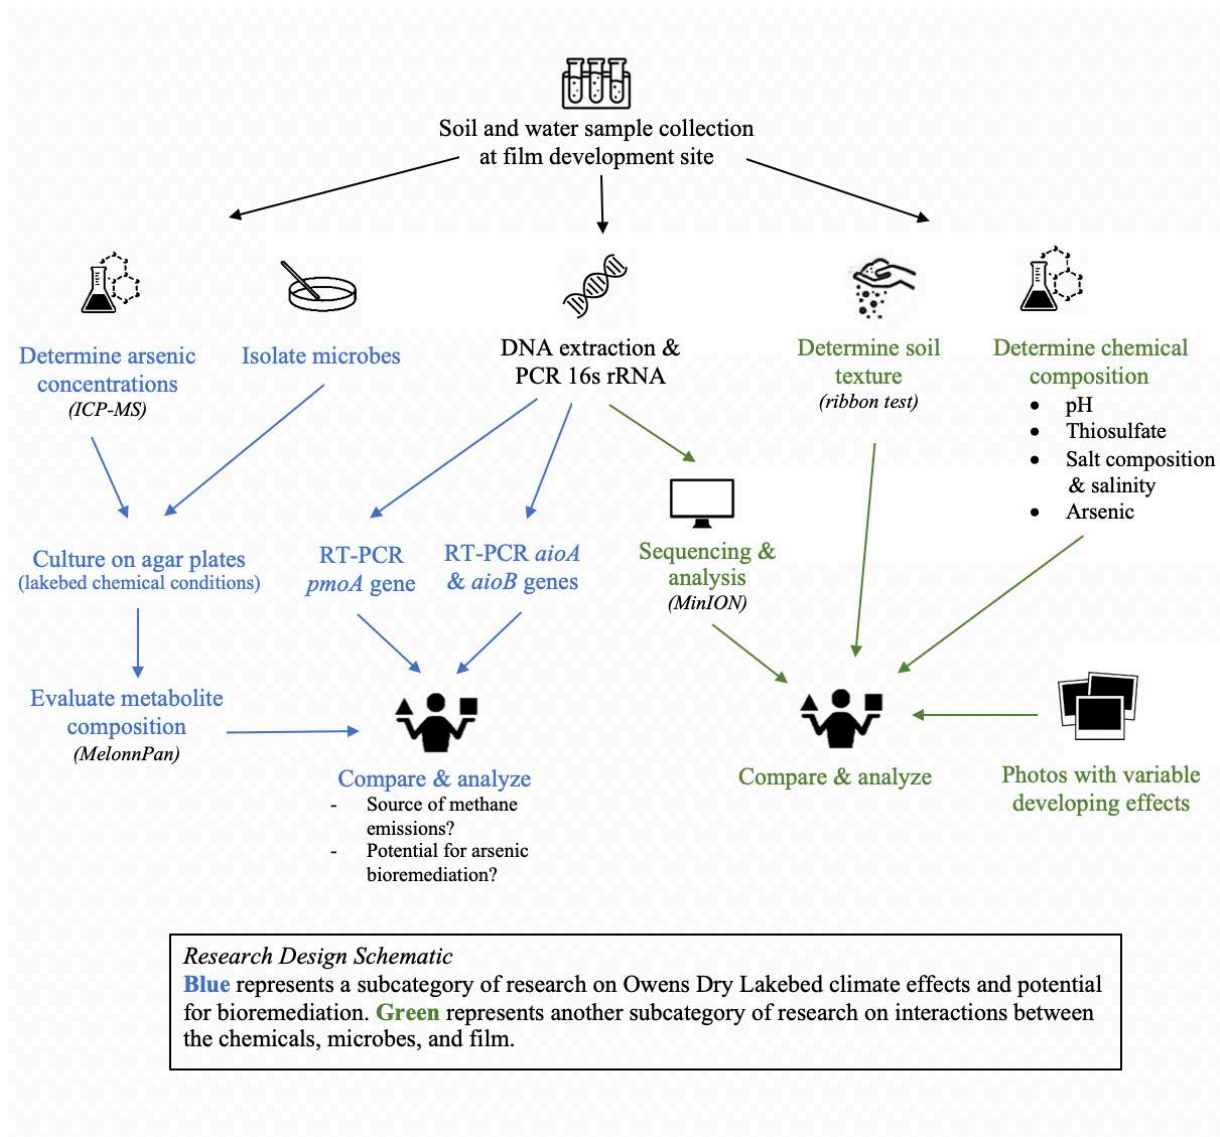 Soil and water sample collection
at film development site
Determine arsenic
concentrations
(ICP-MS)
Isolate microbes
DNA extraction &
PCR 16s rRNA
Determine soil
texture
(ribbon test)
Determine chemical
composition
• pH
• Thiosulfate
• Salt composition
& salinity
• Arsenic
Culture on agar plates
(lakebed chemical conditions)
RT-PCR
pmoA gene
RT-PCR aioA
& aioB genes
Sequencing &
analysis
(MinION)
Evaluate metabolite
composition
(MelonnPan)
Compare & analyze
- Source of methane
emissions?
- Potential for arsenic
bioremediation?
Compare & analyze
Photos with variable
developing effects
Research Design Schematic
Blue represents a subcategory of research on Owens Dry Lakebed climate effects and potential
for bioremediation. Green represents another subcategory of research on interactions between
the chemicals, microbes, and film.